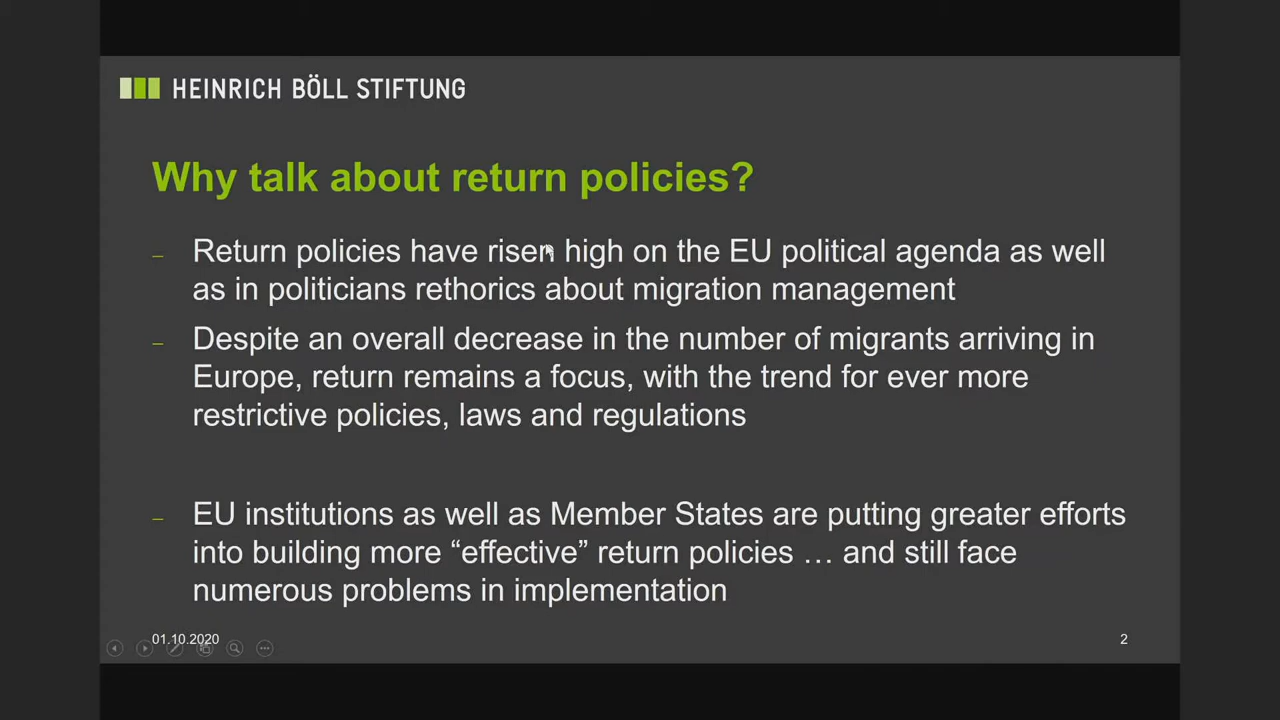 HEINRICH BÖLL STIFTUNG
Why talk about return policies?
– Return policies have risen high on the EU political agenda as well
as in politicians rethorics about migration management
– Despite an overall decrease in the number of migrants arriving in
Europe, return remains a focus, with the trend for ever more
restrictive policies, laws and regulations
– EU institutions as well as Member States are putting greater efforts
into building more “effective” return policies … and still face
numerous problems in implementation
01.10.2020
2